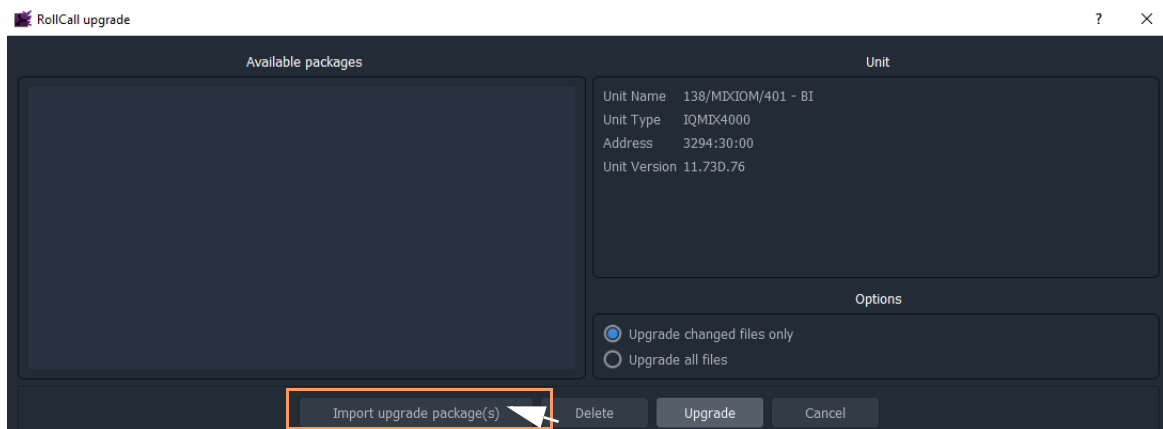 RollCall upgrade
?
Available packages
Unit
Unit Name 138/MIXIOM/401 - BI
Unit Type IQMIX4000
Address 3294:30:00
Unit Version 11.73D.76
Options
Upgrade changed files only
Upgrade all files
Import upgrade package(s)
Delete
Upgrade
Cancel